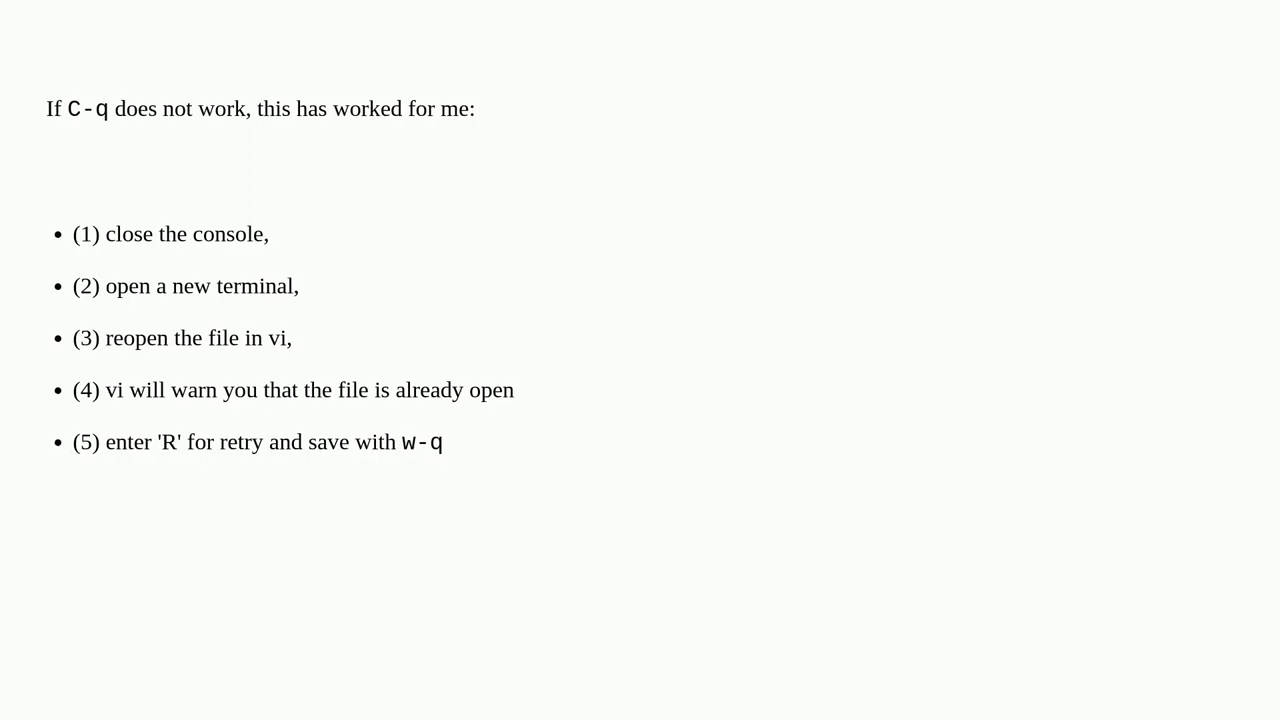 If C-q does not work, this has worked for me:
• (1) close the console,
• (2) open a new terminal,
• (3) reopen the file in vi,
• (4) vi will warn you that the file is already open
• (5) enter 'R' for retry and save with w-q